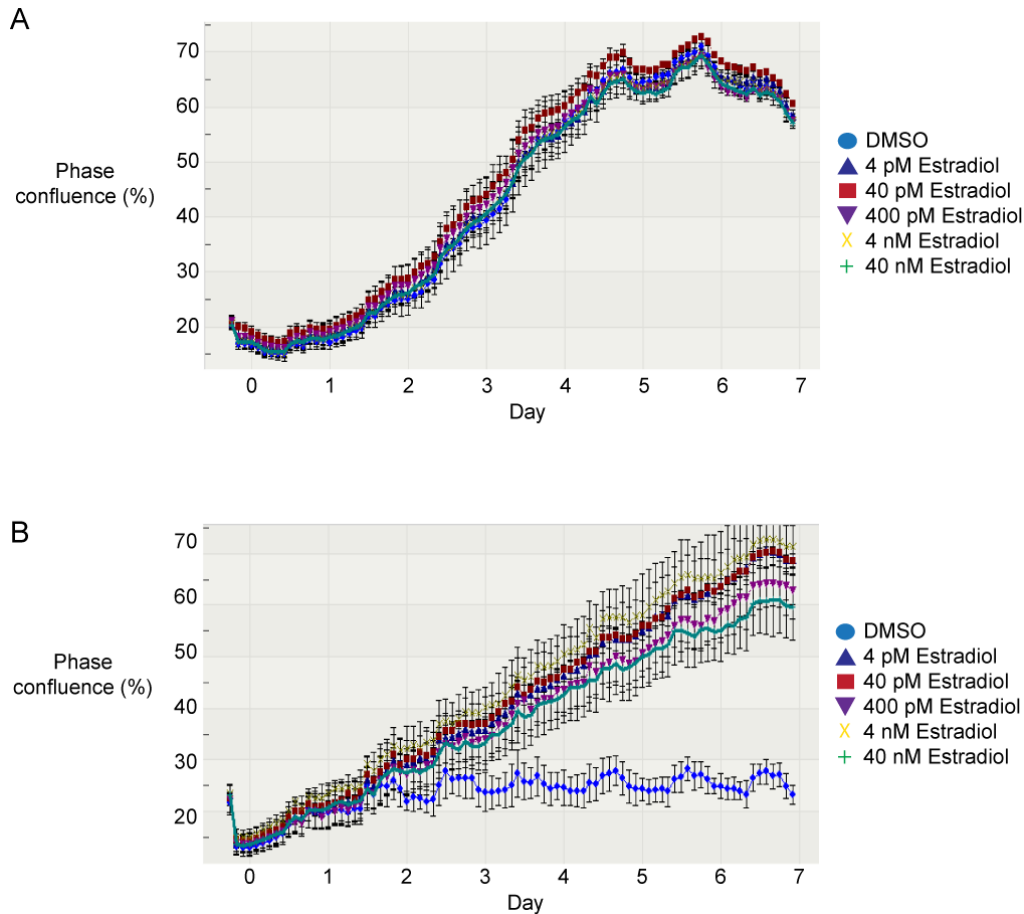 A
70
60
50
40
30
20
Phase
confluence (%)
0 1 2 3 4 5 6 7
Day
DMSO
4 pM Estradiol
40 pM Estradiol
400 pM Estradiol
4 nM Estradiol
40 nM Estradiol
B
70
60
50
40
30
20
Phase
confluence (%)
0 1 2 3 4 5 6 7
Day
DMSO
4 pM Estradiol
40 pM Estradiol
400 pM Estradiol
4 nM Estradiol
40 nM Estradiol